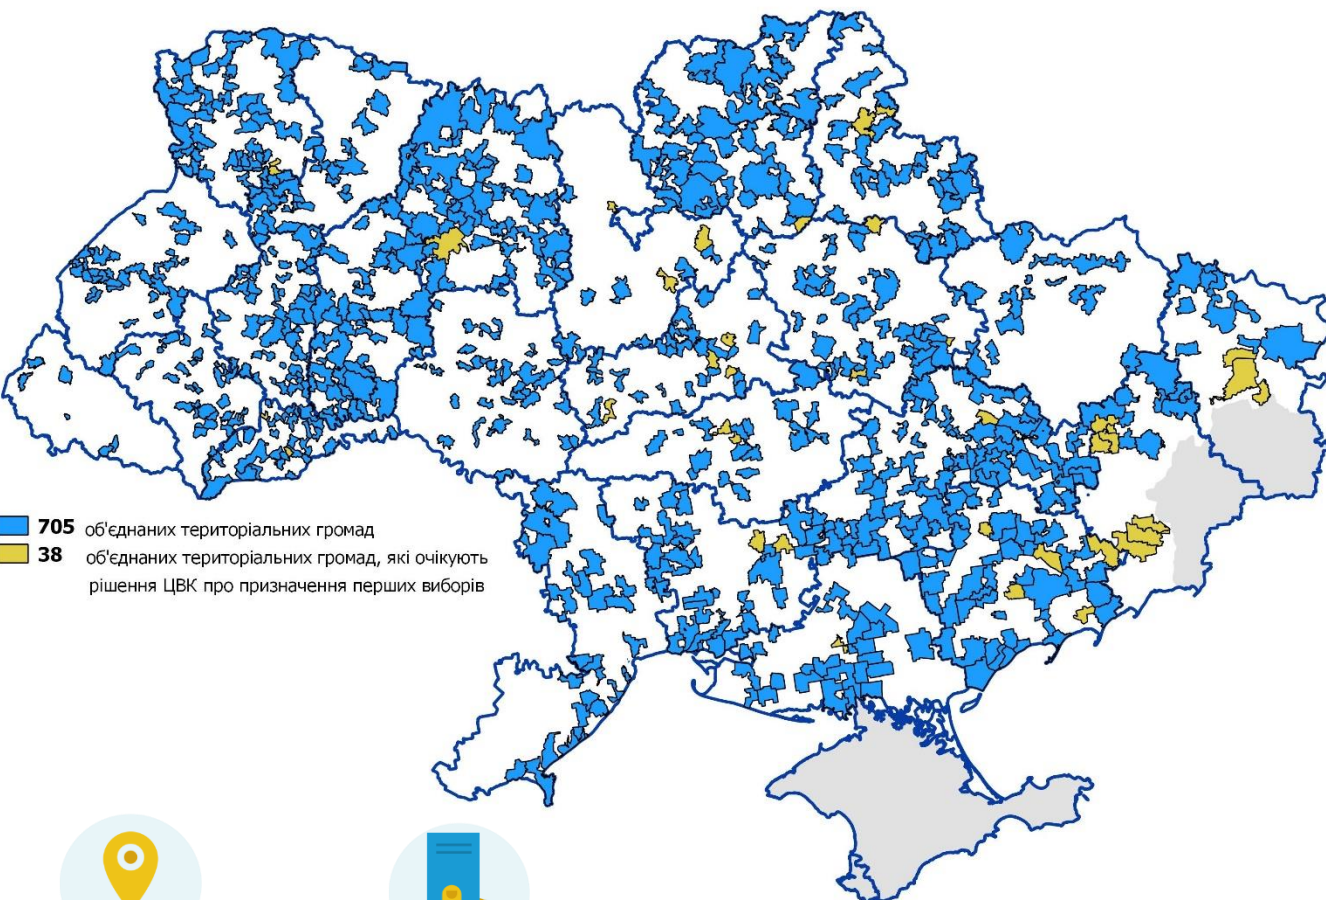 705 об'єднаних територіальних громад
38 об'єднаних територіальних громад, які очікують
рішення ЦВК про призначення перших виборів